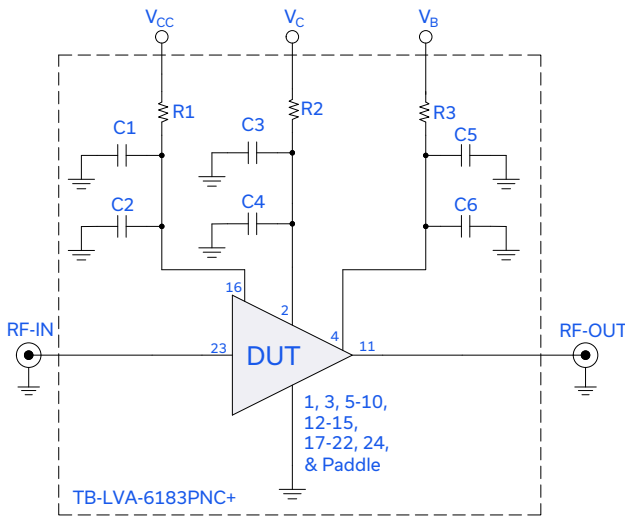 VCC
VC
VB
R1
R2
R3
C1
C3
C5
C2
C4
C6
16
2
4
RF-IN
23
DUT
11
RF-OUT
1, 3, 5-10,
12-15,
17-22, 24,
& Paddle
TB-LVA-6183PNC+